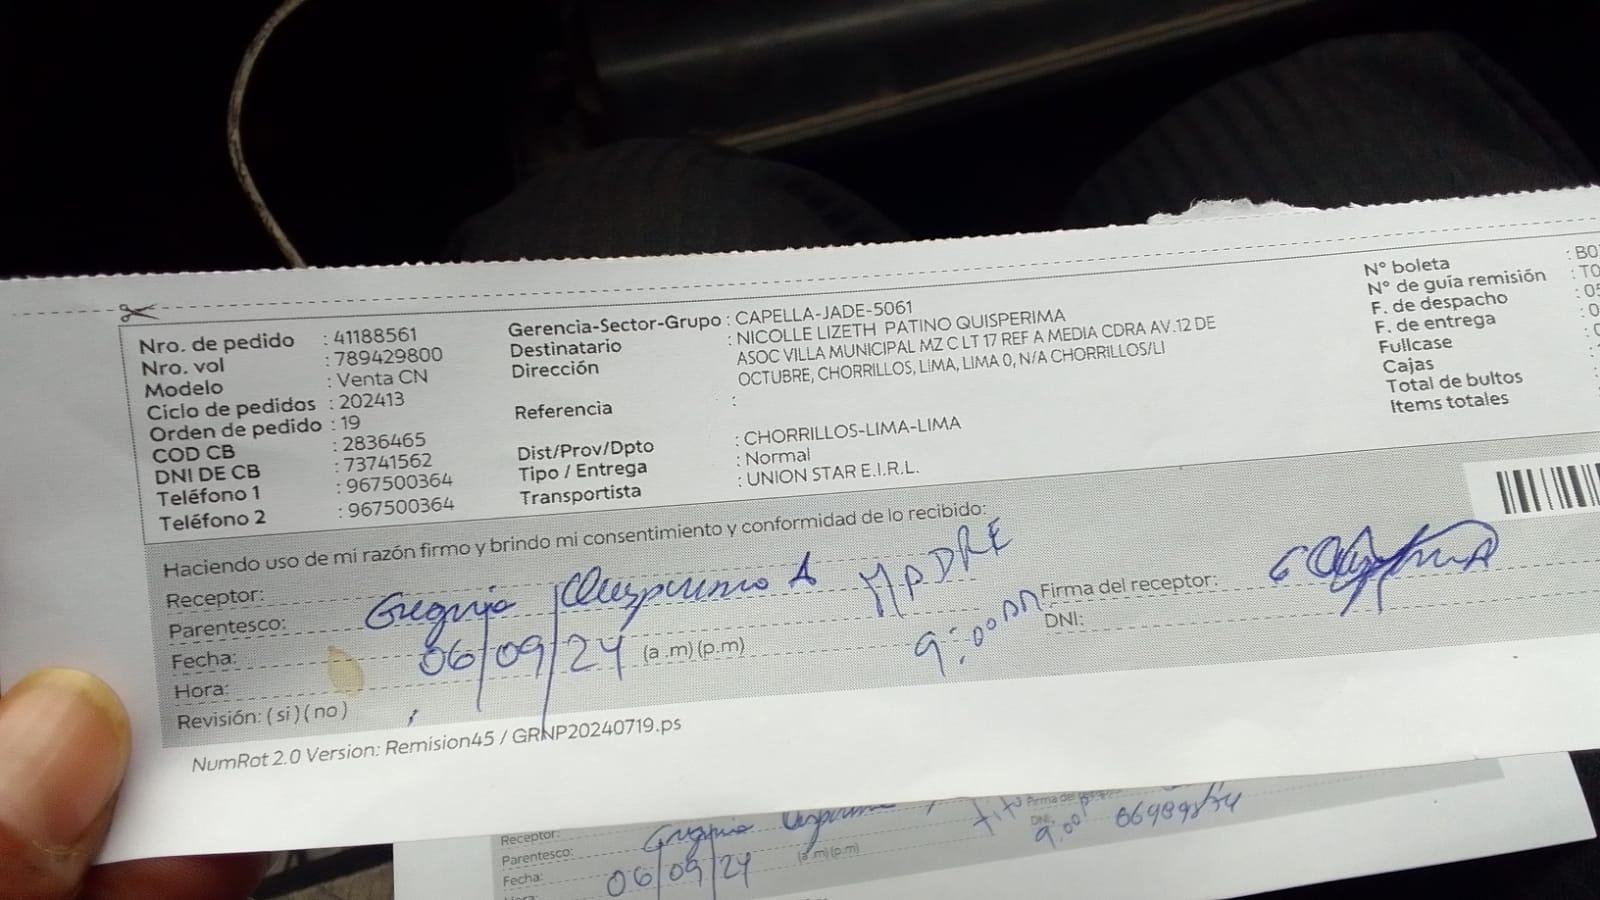 Nro. de pedido : 41188561
Nro. vol : 789429800
Modelo : Venta CN
Ciclo de pedidos : 202413
Orden de pedido : 19
COD CB : 2836465
DNI DE CB : 73741562
Teléfono 1 : 967500364
Teléfono 2 : 967500364
Gerencia-Sector-Grupo : CAPELLA-JADE-5061
Destinatario : NICOLLE LIZETH PATINO QUISPERIMA
Dirección ASOC VILLA MUNICIPAL MZ C LT 17 REF A MEDIA CDRA AV.12 DE
OCTUBRE, CHORRILLOS, LiMA, LIMA 0, N/A CHORRILLOS/LI
Referencia :
Dist/Prov/Dpto : CHORRILLOS-LIMA-LIMA
Tipo / Entrega : Normal
Transportista : UNION STAR E.I.R.L.
N° boleta : B0
N° de guía remisión : T0
F. de despacho : 05
F. de entrega : 0
Fullcase
Cajas
Total de bultos
Items totales
Haciendo uso de mi razón firmo y brindo mi consentimiento y conformidad de lo recibido:
Receptor:
Parentesco: MADRE
Fecha: 06/09/24 (a .m) (p.m) 9:00
Hora:
Revisión: ( si ) ( no )
Firma del receptor:
DNI:
NumRot 2.0 Version: Remision45 / GRNP20240719.ps
Receptor:
Parentesco:
Fecha: 06/09/24 (a .m) (p.m)
DNI:
9:00